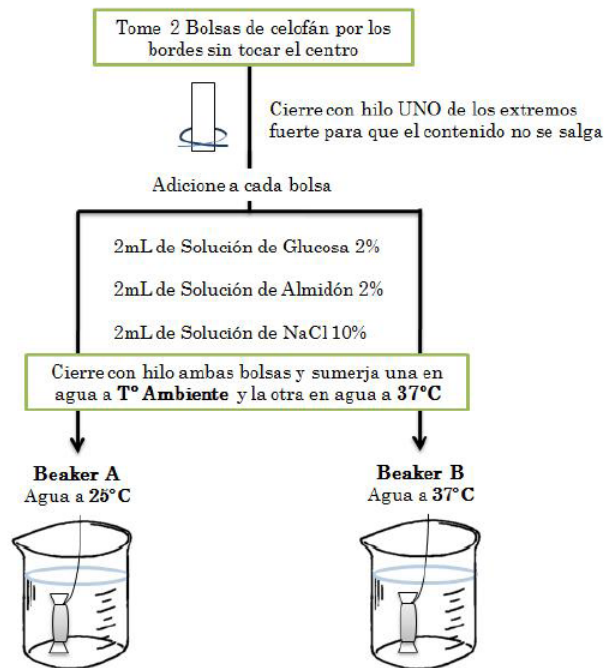 Tome 2 Bolsas de celofán por los
bordes sin tocar el centro
Cierre con hilo UNO de los extremos
fuerte para que el contenido no se salga
Adicione a cada bolsa
2mL de Solución de Glucosa 2%
2mL de Solución de Almidón 2%
2mL de Solución de NaCl 10%
Cierre con hilo ambas bolsas y sumerja una en
agua a Tº Ambiente y la otra en agua a 37ºC
Beaker A
Agua a 25°C
Beaker B
Agua a 37°C